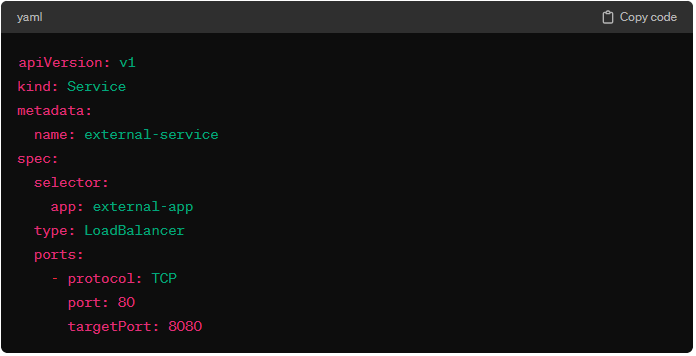 yaml
Copy code
apiVersion: v1
kind: Service
metadata:
  name: external-service
spec:
  selector:
    app: external-app
  type: LoadBalancer
  ports:
    - protocol: TCP
      port: 80
      targetPort: 8080